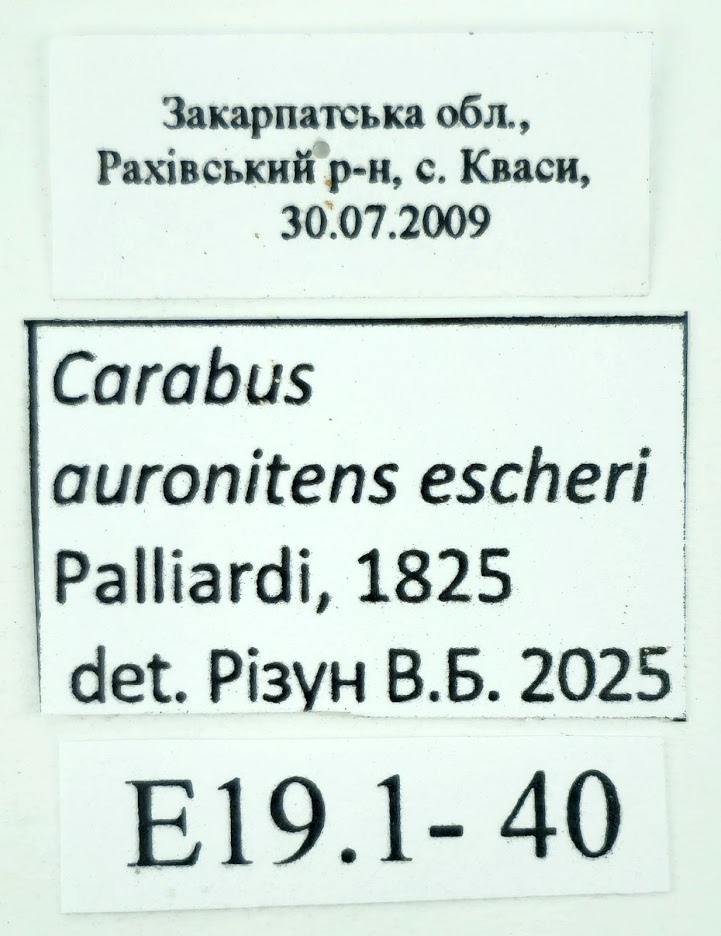 Закарпатська обл.,
Рахівський р-н, с. Кваси,
30.07.2009
Carabus
auronitens escheri
Palliardi, 1825
det. Різун В.Б. 2025
E19.1- 40